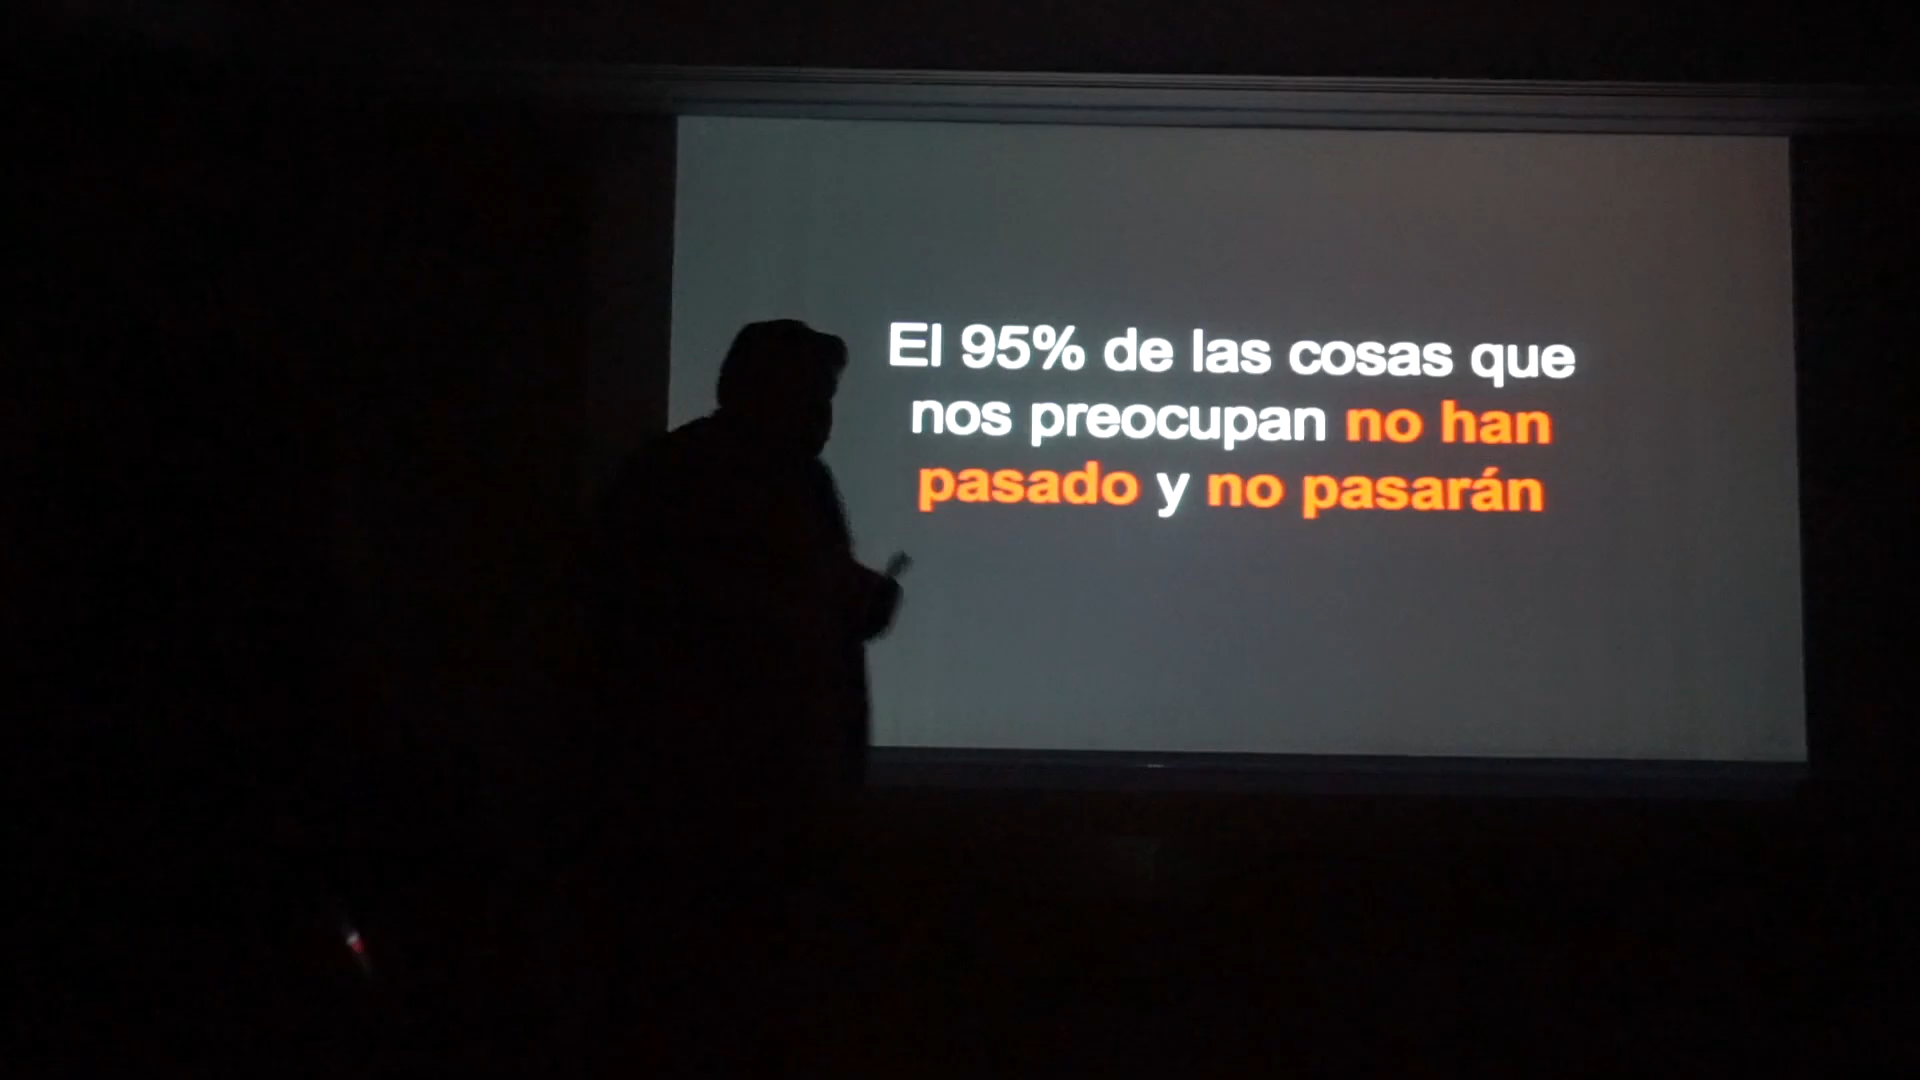 El 95% de las cosas que
nos preocupan no han
pasado y no pasarán